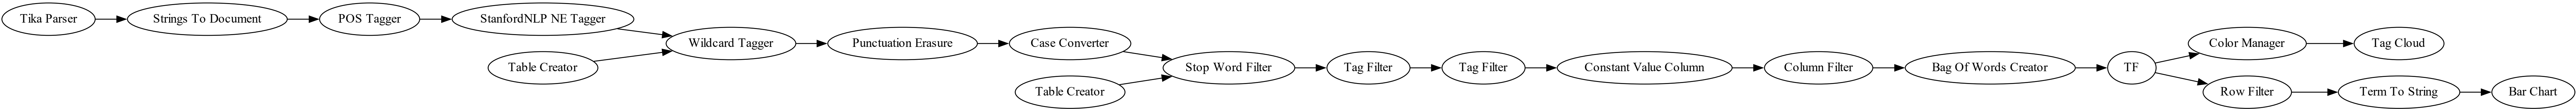 Tika Parser
Strings To Document
POS Tagger
StanfordNLP NE Tagger
Table Creator
Wildcard Tagger
Punctuation Erasure
Case Converter
Table Creator
Stop Word Filter
Tag Filter
Tag Filter
Constant Value Column
Column Filter
Bag Of Words Creator
TF
Color Manager
Tag Cloud
Row Filter
Term To String
Bar Chart